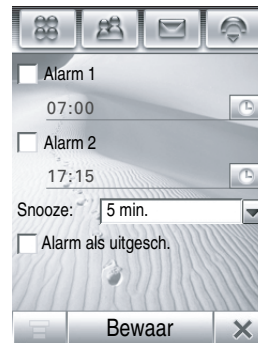 Alarm 1
07:00
Alarm 2
17:15
Snooze: 5 min.
Alarm als uitgesch.
Bewaar